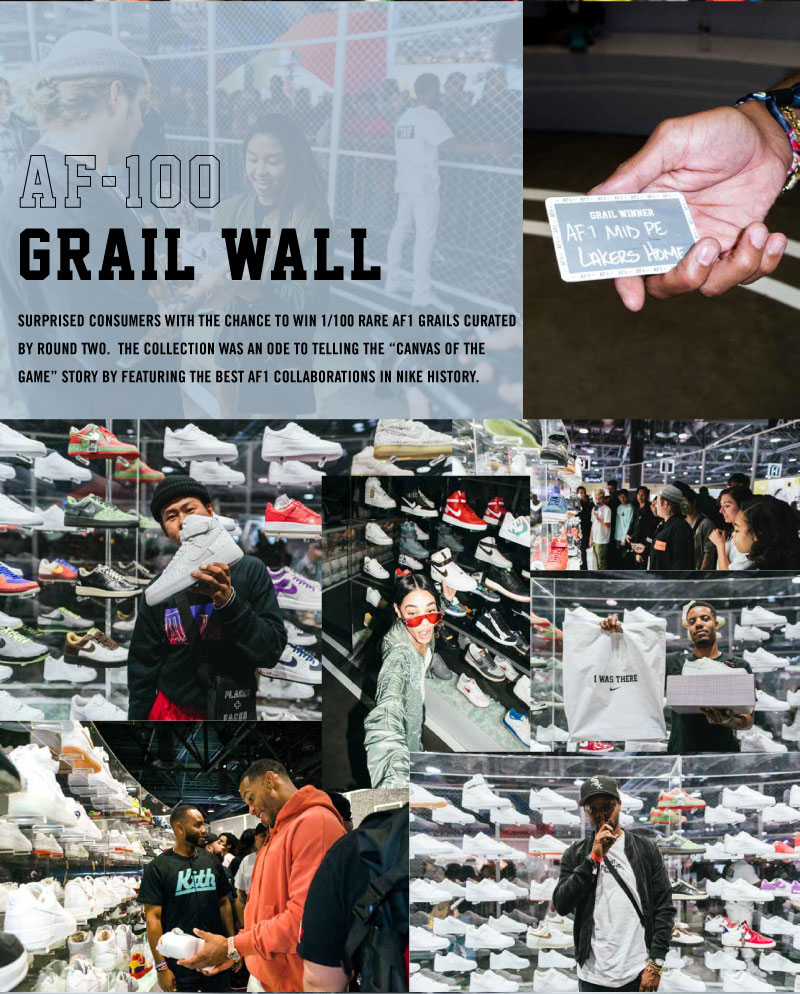 AF-100
GRAIL WALL
SURPRISED CONSUMERS WITH THE CHANCE TO WIN 1/100 RARE AF1 GRAILS CURATED
BY ROUND TWO. THE COLLECTION WAS AN ODE TO TELLING THE “CANVAS OF THE
GAME” STORY BY FEATURING THE BEST AF1 COLLABORATIONS IN NIKE HISTORY.
GRAIL WINNER
AF1 MID PE
LAKERS HOME
PLACES
+
FACES
I WAS THERE
Kith